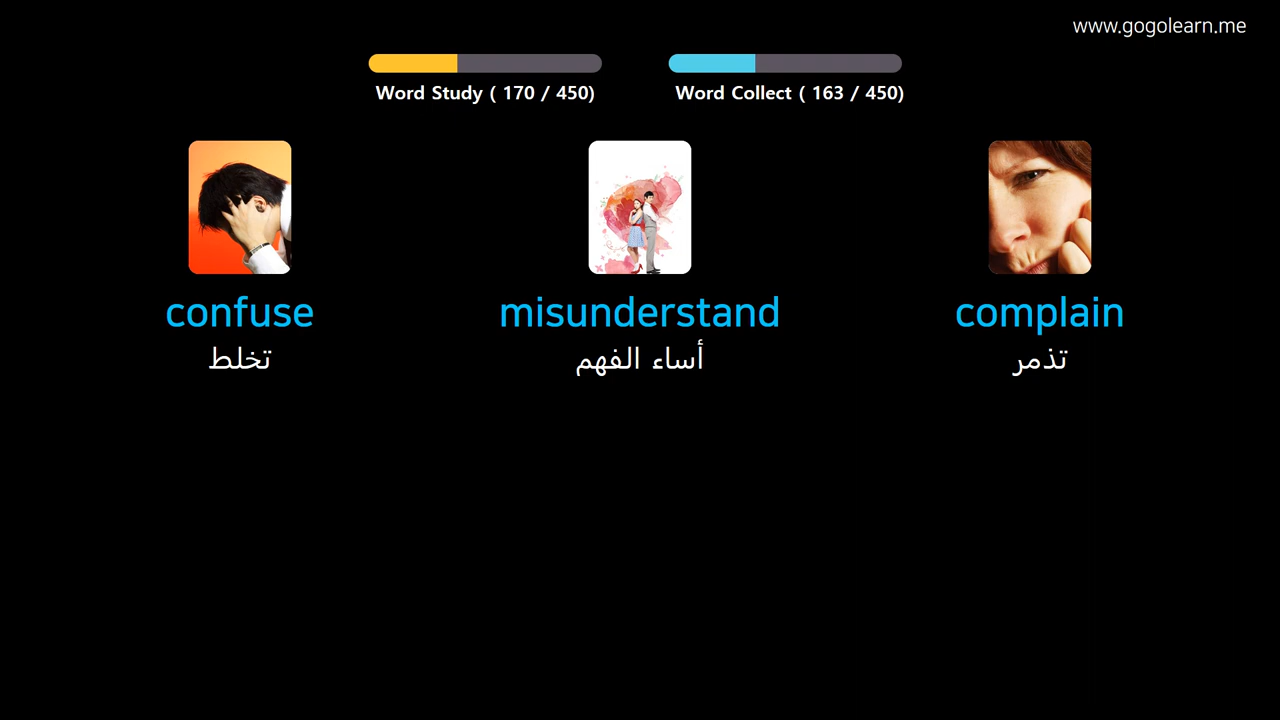 www.gogolearn.me
Word Study ( 170 / 450)
Word Collect ( 163 / 450)
confuse
تخلط
misunderstand
أساء الفهم
complain
تذمر